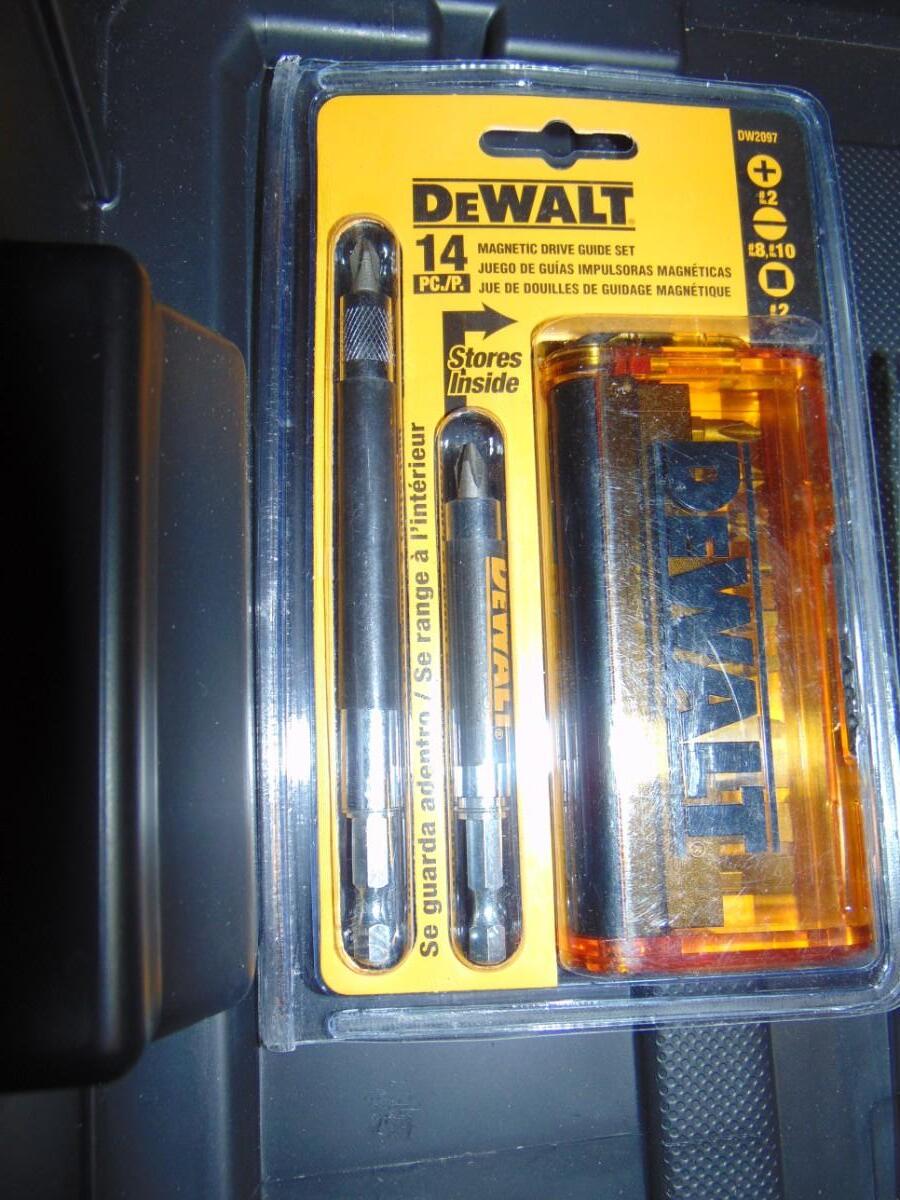 DW2097
#2
#8,#10
#2
DEWALT
14
PC./P.
MAGNETIC DRIVE GUIDE SET
JUEGO DE GUÍAS IMPULSORAS MAGNÉTICAS
JUE DE DOUILLES DE GUIDAGE MAGNÉTIQUE
Stores
Inside
Se guarda adentro / Se range à l'intérieur
DEWALT®
DEWALT®